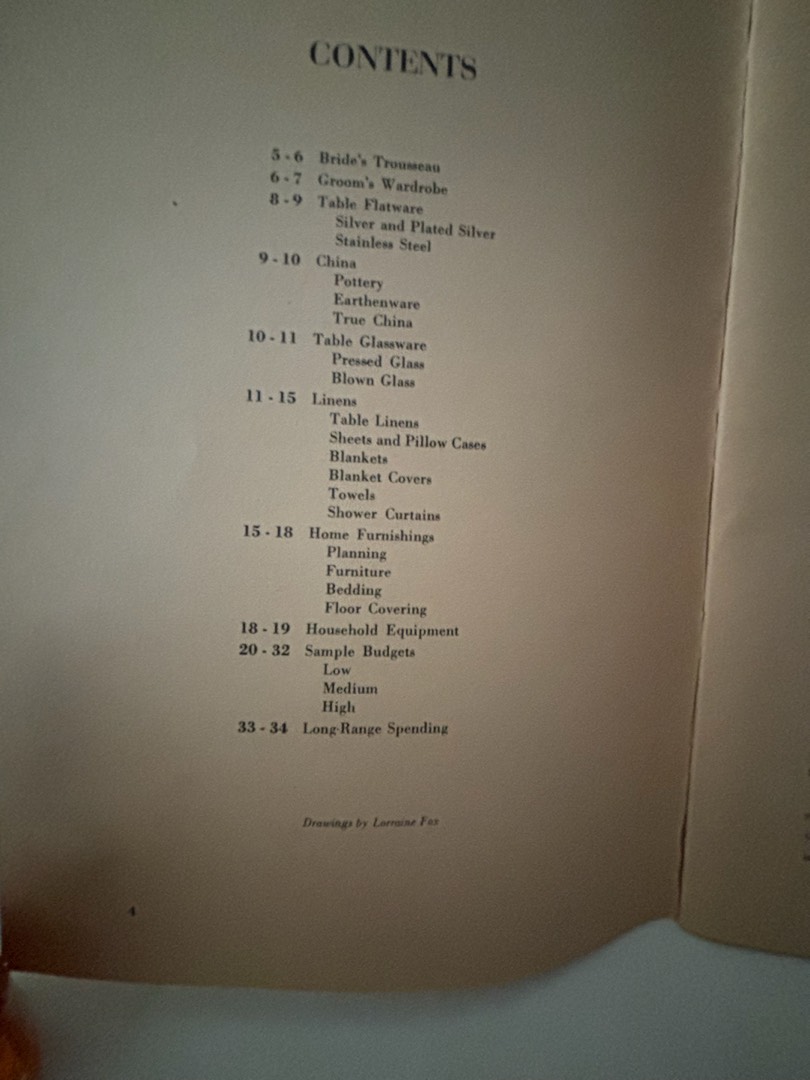 CONTENTS
5 - 6 Bride's Trousseau
6 - 7 Groom's Wardrobe
8 - 9 Table Flatware
Silver and Plated Silver
Stainless Steel
9 - 10 China
Pottery
Earthenware
True China
10 - 11 Table Glassware
Pressed Glass
Blown Glass
11 - 15 Linens
Table Linens
Sheets and Pillow Cases
Blankets
Blanket Covers
Towels
Shower Curtains
15 - 18 Home Furnishings
Planning
Furniture
Bedding
Floor Covering
18 - 19 Household Equipment
20 - 32 Sample Budgets
Low
Medium
High
33 - 34 Long-Range Spending
Drawings by Lorraine Fox
4